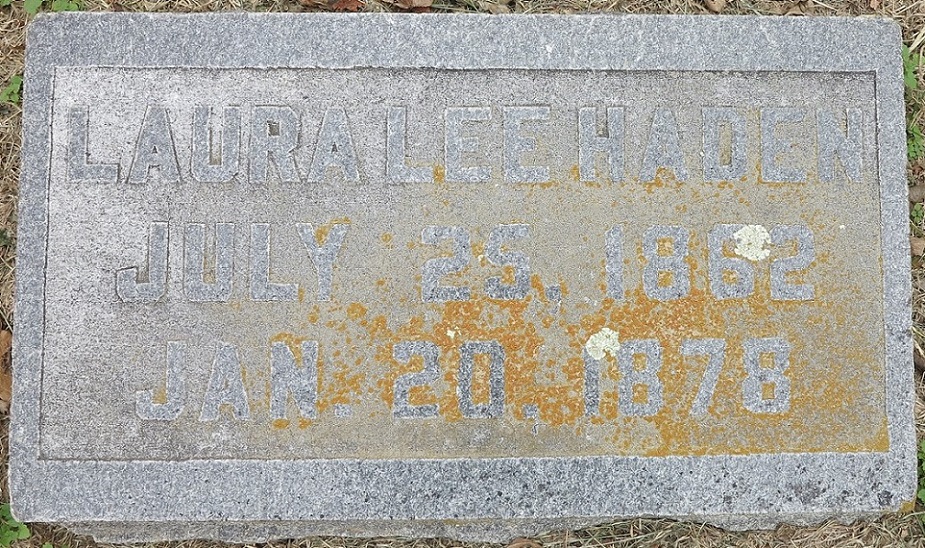 LAURA LEE HADEN
JULY 25, 1862
JAN. 20, 1878